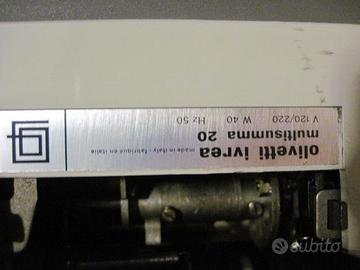 olivetti ivrea
multisumma 20
made in italy - fabriqué en italie
V 120/220 W 40 Hz 50
subito